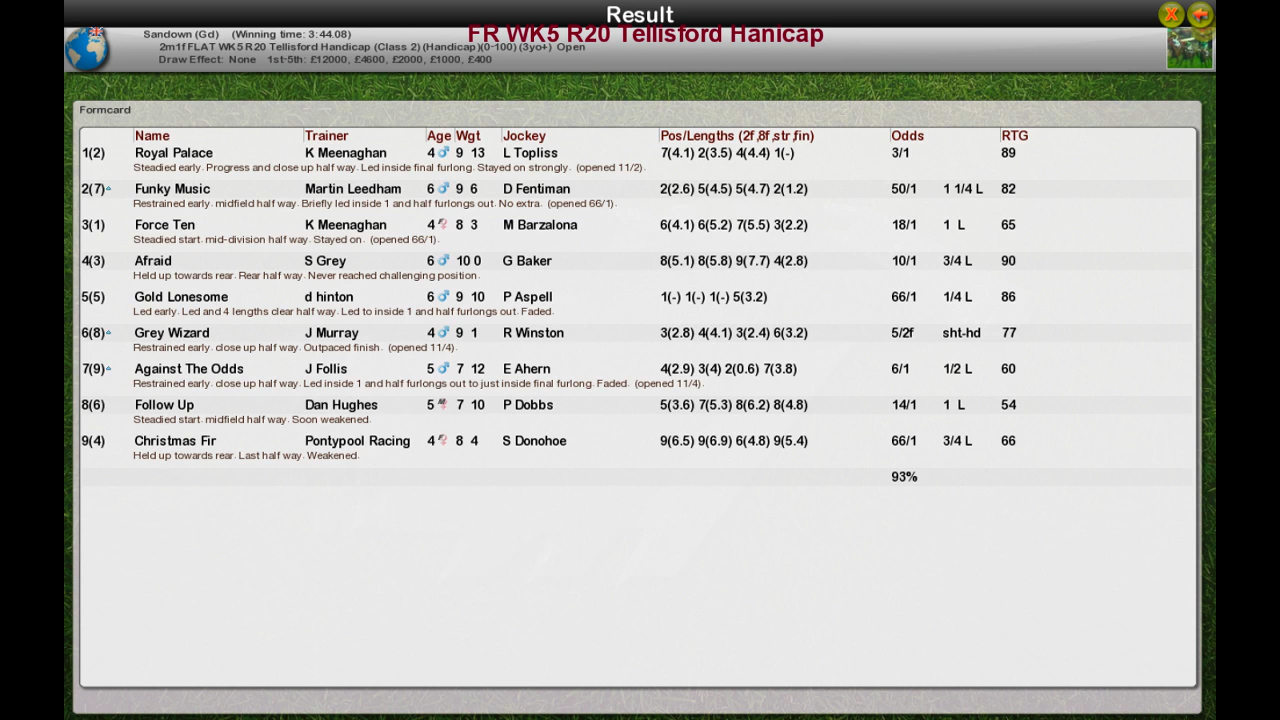 Result
FR WK5 R20 Tellisford Hanicap
Sandown (Gd) (Winning time: 3:44.08)
2m1f FLAT WK5 R20 Tellisford Handicap (Class 2) (Handicap)(0-100) (3yo+) Open
Draw Effect: None 1st-5th: £12000, £4600, £2000, £1000, £400
Formcard
Name Trainer Age Wgt Jockey Pos/Lengths (2f,8f,str,fin) Odds RTG
1(2) Royal Palace K Meenaghan 4 9 13 L Topliss 7(4.1) 2(3.5) 4(4.4) 1(-) 3/1 89
Steadied early. Progress and close up half way. Led inside final furlong. Stayed on strongly. (opened 11/2).
2(7) Funky Music Martin Leedham 6 9 6 D Fentiman 2(2.6) 5(4.5) 5(4.7) 2(1.2) 50/1 1 1/4 L 82
Restrained early. midfield half way. Briefly led inside 1 and half furlongs out. No extra. (opened 66/1).
3(1) Force Ten K Meenaghan 4 8 3 M Barzalona 6(4.1) 6(5.2) 7(5.5) 3(2.2) 18/1 1 L 65
Steadied start. mid-division half way. Stayed on. (opened 66/1).
4(3) Afraid S Grey 6 10 0 G Baker 8(5.1) 8(5.8) 9(7.7) 4(2.8) 10/1 3/4 L 90
Held up towards rear. Rear half way. Never reached challenging position.
5(5) Gold Lonesome d hinton 6 9 10 P Aspell 1(-) 1(-) 1(-) 5(3.2) 66/1 1/4 L 86
Led early. Led and 4 lengths clear half way. Led to inside 1 and half furlongs out. Faded.
6(8) Grey Wizard J Murray 4 9 1 R Winston 3(2.8) 4(4.1) 3(2.4) 6(3.2) 5/2f sht-hd 77
Restrained early. close up half way. Outpaced finish. (opened 11/4).
7(9) Against The Odds J Follis 5 7 12 E Ahern 4(2.9) 3(4) 2(0.6) 7(3.8) 6/1 1/2 L 60
Restrained early. close up half way. Led inside 1 and half furlongs out to just inside final furlong. Faded. (opened 11/4).
8(6) Follow Up Dan Hughes 5 7 10 P Dobbs 5(3.6) 7(5.3) 8(6.2) 8(4.8) 14/1 1 L 54
Steadied start. midfield half way. Soon weakened.
9(4) Christmas Fir Pontypool Racing 4 8 4 S Donohoe 9(6.5) 9(6.9) 6(4.8) 9(5.4) 66/1 3/4 L 66
Held up towards rear. Last half way. Weakened.
93%